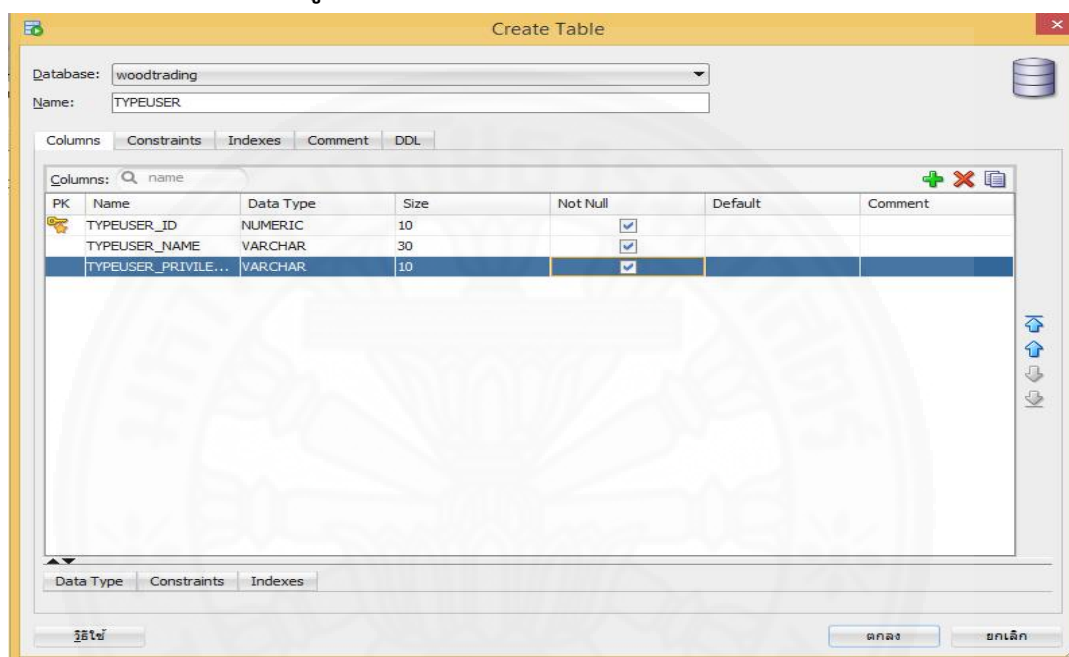 Create Table
Database: woodtrading
Name: TYPEUSER
Columns Constraints Indexes Comment DDL
Columns: name
PK Name Data Type Size Not Null Default Comment
TYPEUSER_ID NUMERIC 10
TYPEUSER_NAME VARCHAR 30
TYPEUSER_PRIVILE... VARCHAR 10
Data Type Constraints Indexes
วิธีใช้ ตกลง ยกเลิก